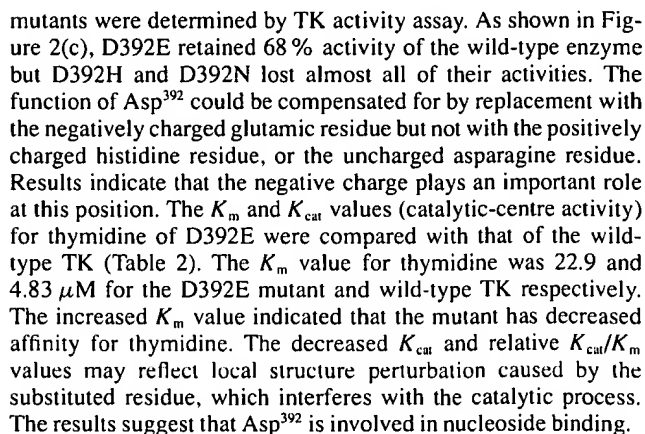 mutants were determined by TK activity assay. As shown in Fig-
ure 2(c), D392E retained 68 % activity of the wild-type enzyme
but D392H and D392N lost almost all of their activities. The
function of Asp³⁹² could be compensated for by replacement with
the negatively charged glutamic residue but not with the positively
charged histidine residue, or the uncharged asparagine residue.
Results indicate that the negative charge plays an important role
at this position. The Kₘ and K_cat values (catalytic-centre activity)
for thymidine of D392E were compared with that of the wild-
type TK (Table 2). The Kₘ value for thymidine was 22.9 and
4.83 μM for the D392E mutant and wild-type TK respectively.
The increased Kₘ value indicated that the mutant has decreased
affinity for thymidine. The decreased K_cat and relative K_cat/Kₘ
values may reflect local structure perturbation caused by the
substituted residue, which interferes with the catalytic process.
The results suggest that Asp³⁹² is involved in nucleoside binding.